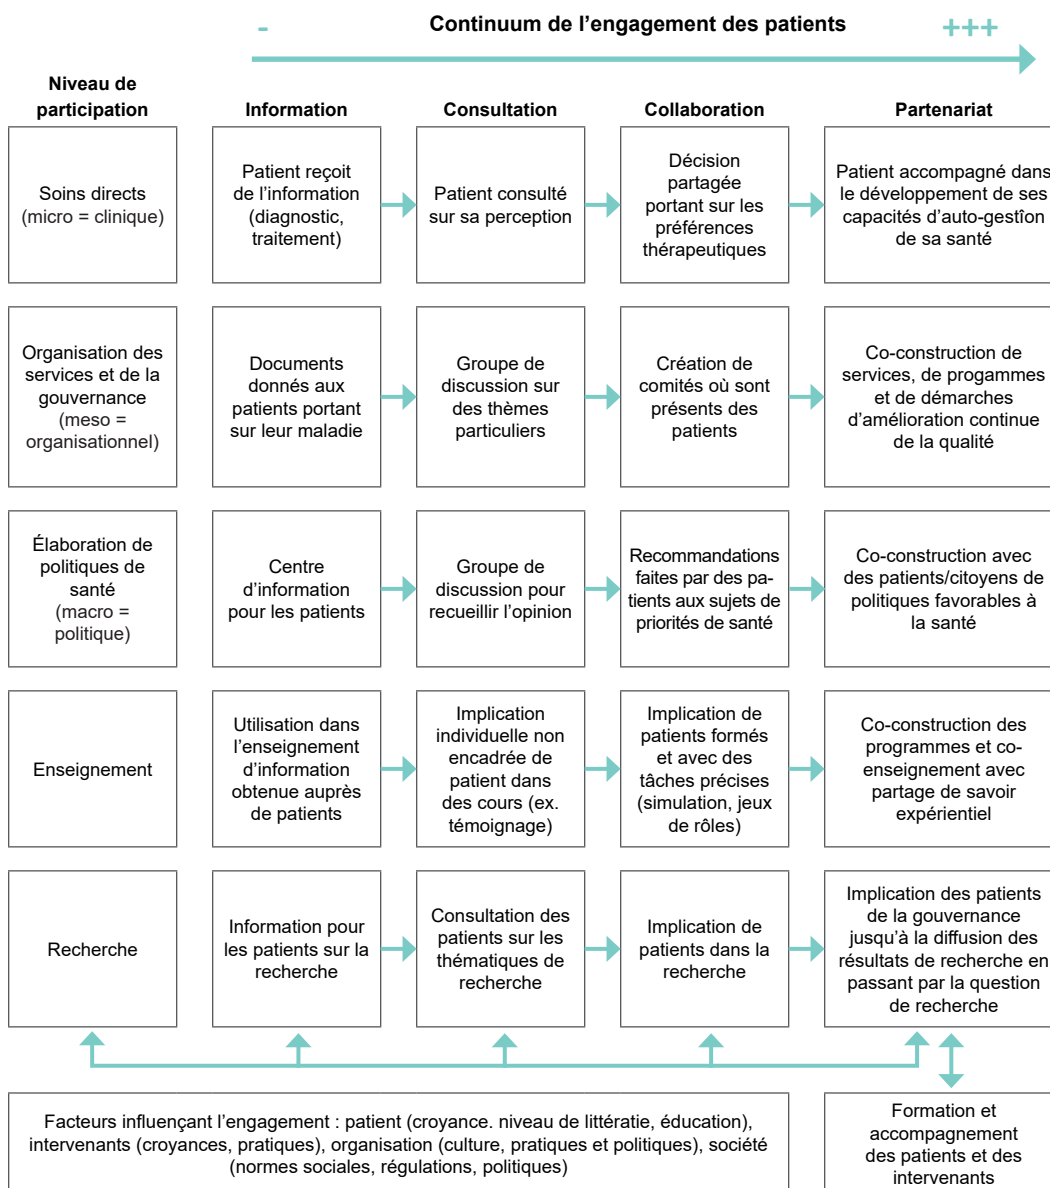 Continuum de l’engagement des patients
-
+++
Niveau de
participation
Information
Consultation
Collaboration
Partenariat
Soins directs
(micro = clinique)
Patient reçoit
de l’information
(diagnostic,
traitement)
Patient consulté
sur sa perception
Décision
partagée
portant sur les
préférences
thérapeutiques
Patient accompagné dans
le développement de ses
capacités d’auto-gestîon
de sa santé
Organisation des
services et de la
gouvernance
(meso =
organisationnel)
Documents
donnés aux
patients portant
sur leur maladie
Groupe de
discussion sur
des thèmes
particuliers
Création de
comités où sont
présents des
patients
Co-construction de
services, de progammes
et de démarches
d’amélioration continue
de la qualité
Élaboration de
politiques de
santé
(macro =
politique)
Centre
d’information
pour les patients
Groupe de
discussion pour
recueillir l’opinion
Recommandations
faites par des pa-
tients aux sujets de
priorités de santé
Co-construction avec
des patients/citoyens de
politiques favorables à
la santé
Enseignement
Utilisation dans
l’enseignement
d’information
obtenue auprès
de patients
Implication
individuelle non
encadrée de
patient dans
des cours (ex.
témoignage)
Implication de
patients formés
et avec des
tâches précises
(simulation, jeux
de rôles)
Co-construction des
programmes et co-
enseignement avec
partage de savoir
expérientiel
Recherche
Information pour
les patients sur la
recherche
Consultation des
patients sur les
thématiques de
recherche
Implication de
patients dans la
recherche
Implication des patients
de la gouvernance
jusqu’à la diffusion des
résultats de recherche en
passant par la question
de recherche
Facteurs influençant l’engagement : patient (croyance. niveau de littératie, éducation),
intervenants (croyances, pratiques), organisation (culture, pratiques et politiques), société
(normes sociales, régulations, politiques)
Formation et
accompagnement
des patients et des
intervenants